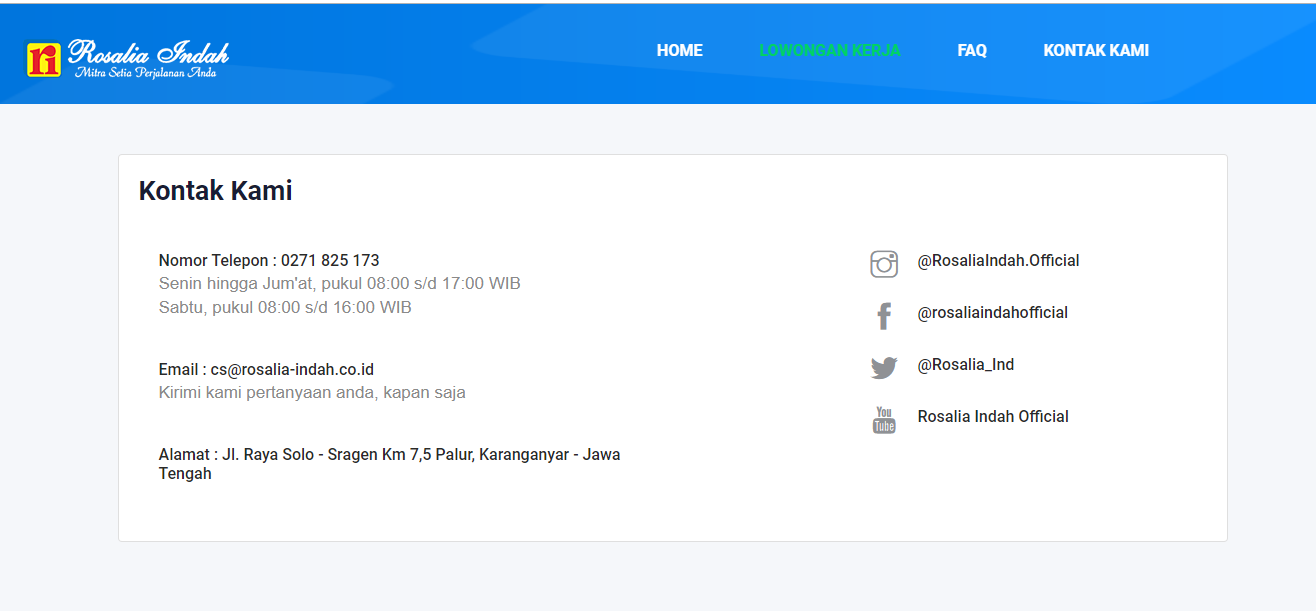 ri Rosalia Indah
Mitra Setia Perjalanan Anda
HOME
LOWONGAN KERJA
FAQ
KONTAK KAMI
Kontak Kami
Nomor Telepon : 0271 825 173
Senin hingga Jum'at, pukul 08:00 s/d 17:00 WIB
Sabtu, pukul 08:00 s/d 16:00 WIB
Email : cs@rosalia-indah.co.id
Kirimi kami pertanyaan anda, kapan saja
Alamat : Jl. Raya Solo - Sragen Km 7,5 Palur, Karanganyar - Jawa
Tengah
@RosaliaIndah.Official
@rosaliaindahofficial
@Rosalia_Ind
You
Tube
Rosalia Indah Official